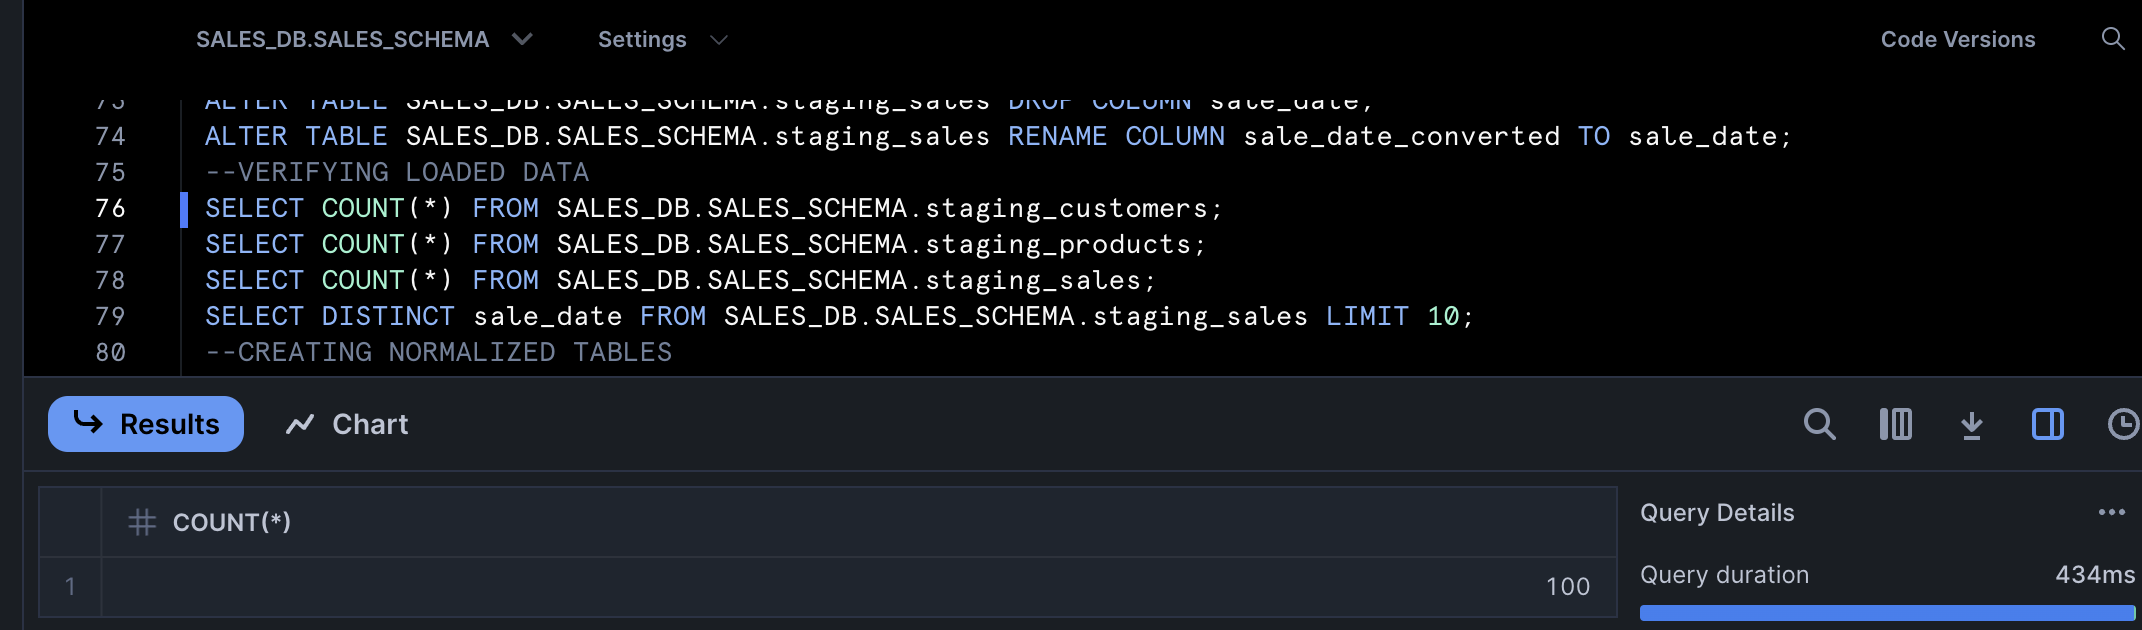 SALES_DB.SALES_SCHEMA Settings Code Versions
73 ALTER TABLE SALES_DB.SALES_SCHEMA.staging_sales DROP COLUMN sale_date;
74 ALTER TABLE SALES_DB.SALES_SCHEMA.staging_sales RENAME COLUMN sale_date_converted TO sale_date;
75 --VERIFYING LOADED DATA
76 SELECT COUNT(*) FROM SALES_DB.SALES_SCHEMA.staging_customers;
77 SELECT COUNT(*) FROM SALES_DB.SALES_SCHEMA.staging_products;
78 SELECT COUNT(*) FROM SALES_DB.SALES_SCHEMA.staging_sales;
79 SELECT DISTINCT sale_date FROM SALES_DB.SALES_SCHEMA.staging_sales LIMIT 10;
80 --CREATING NORMALIZED TABLES
Results Chart
# COUNT(*)
1 100
Query Details ...
Query duration 434ms